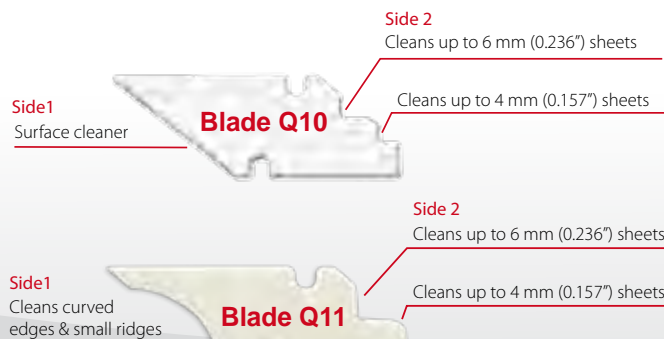 Side 2
Cleans up to 6 mm (0.236”) sheets
Cleans up to 4 mm (0.157”) sheets
Side1
Surface cleaner
Blade Q10
Side 2
Cleans up to 6 mm (0.236”) sheets
Cleans up to 4 mm (0.157”) sheets
Side1
Cleans curved
edges & small ridges
Blade Q11